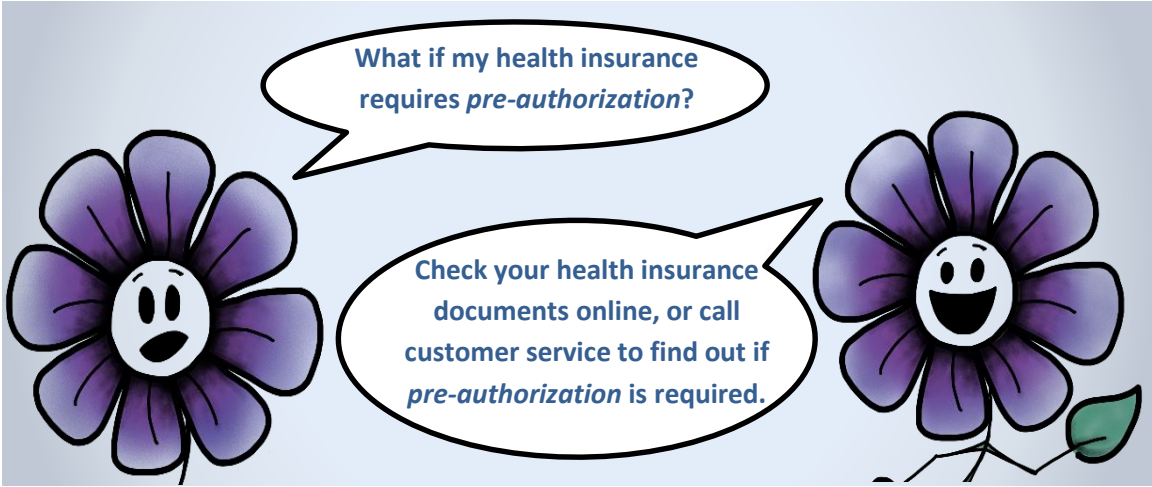 What if my health insurance
requires pre-authorization?
Check your health insurance
documents online, or call
customer service to find out if
pre-authorization is required.